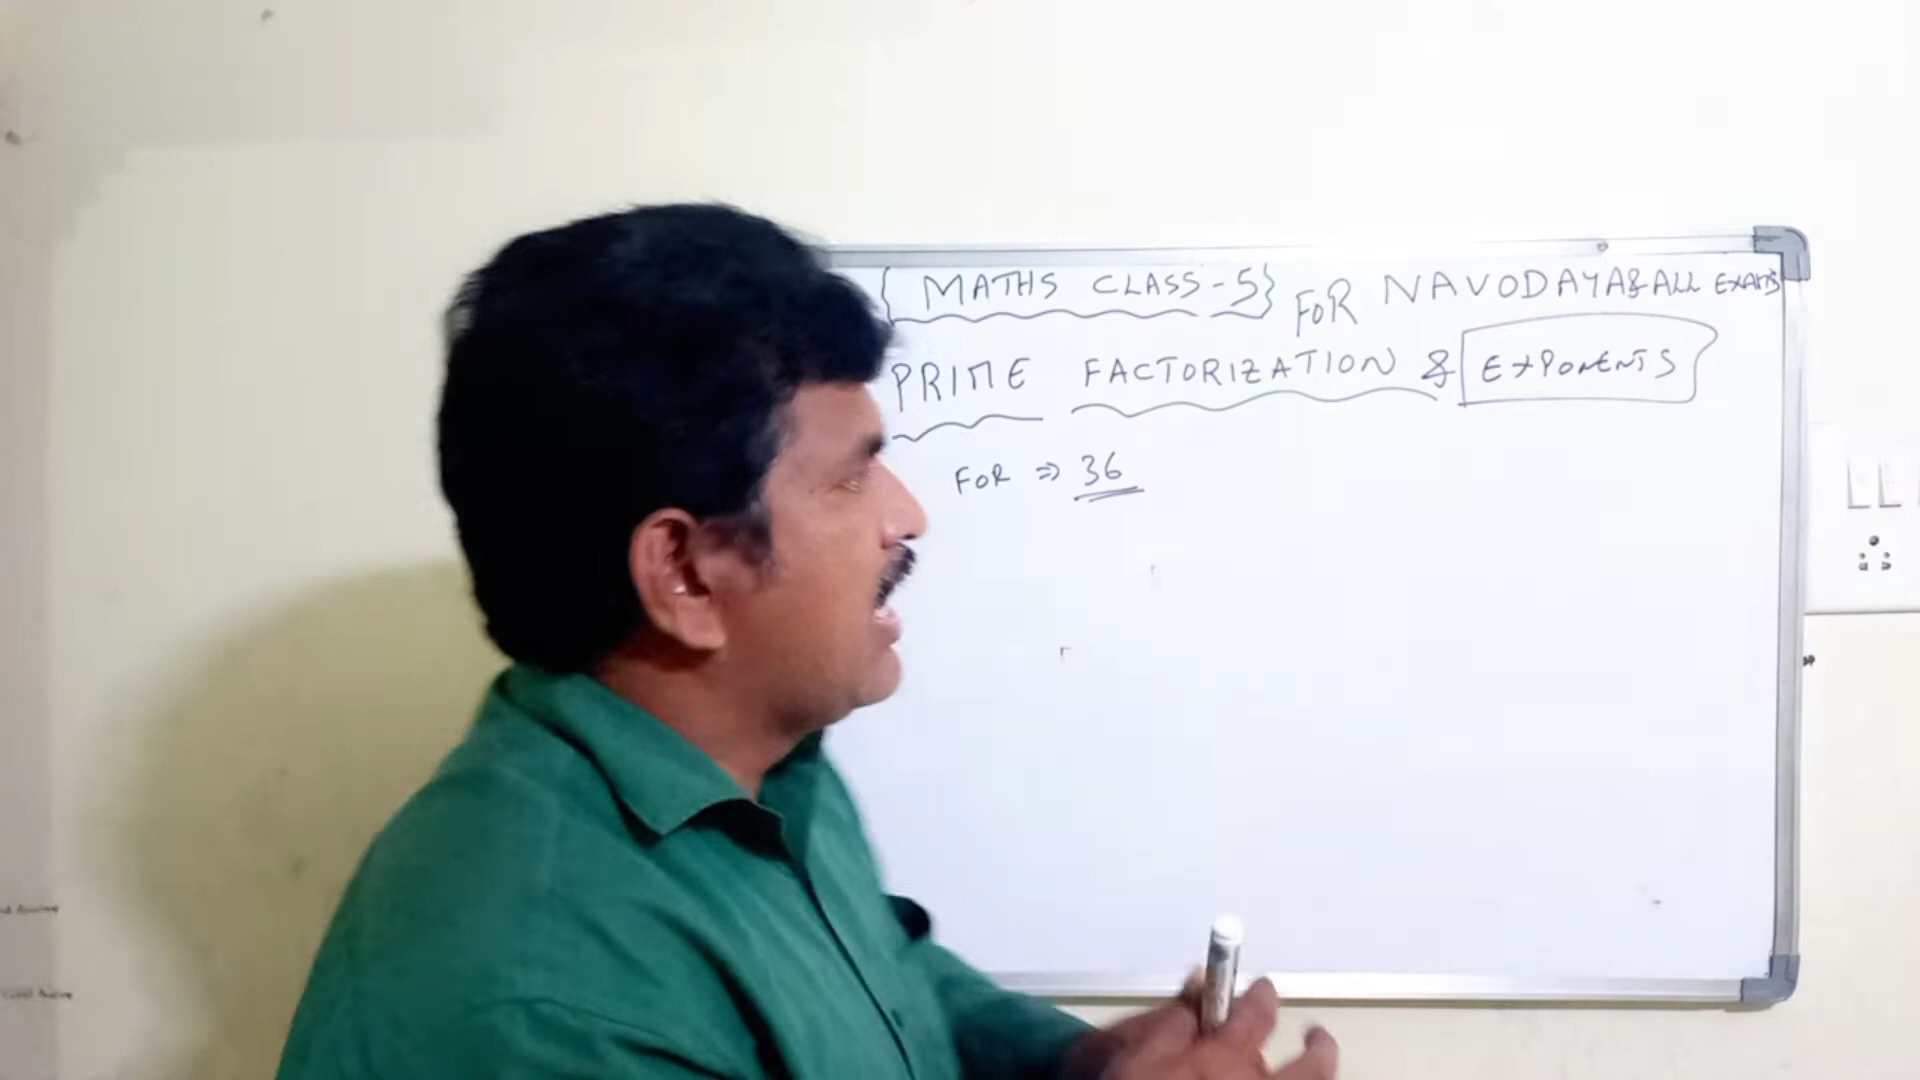 { MATHS CLASS-5} FOR NAVODAYA & ALL EXAMS
PRIME FACTORIZATION & EXPONENTS
FOR ⇒ 36